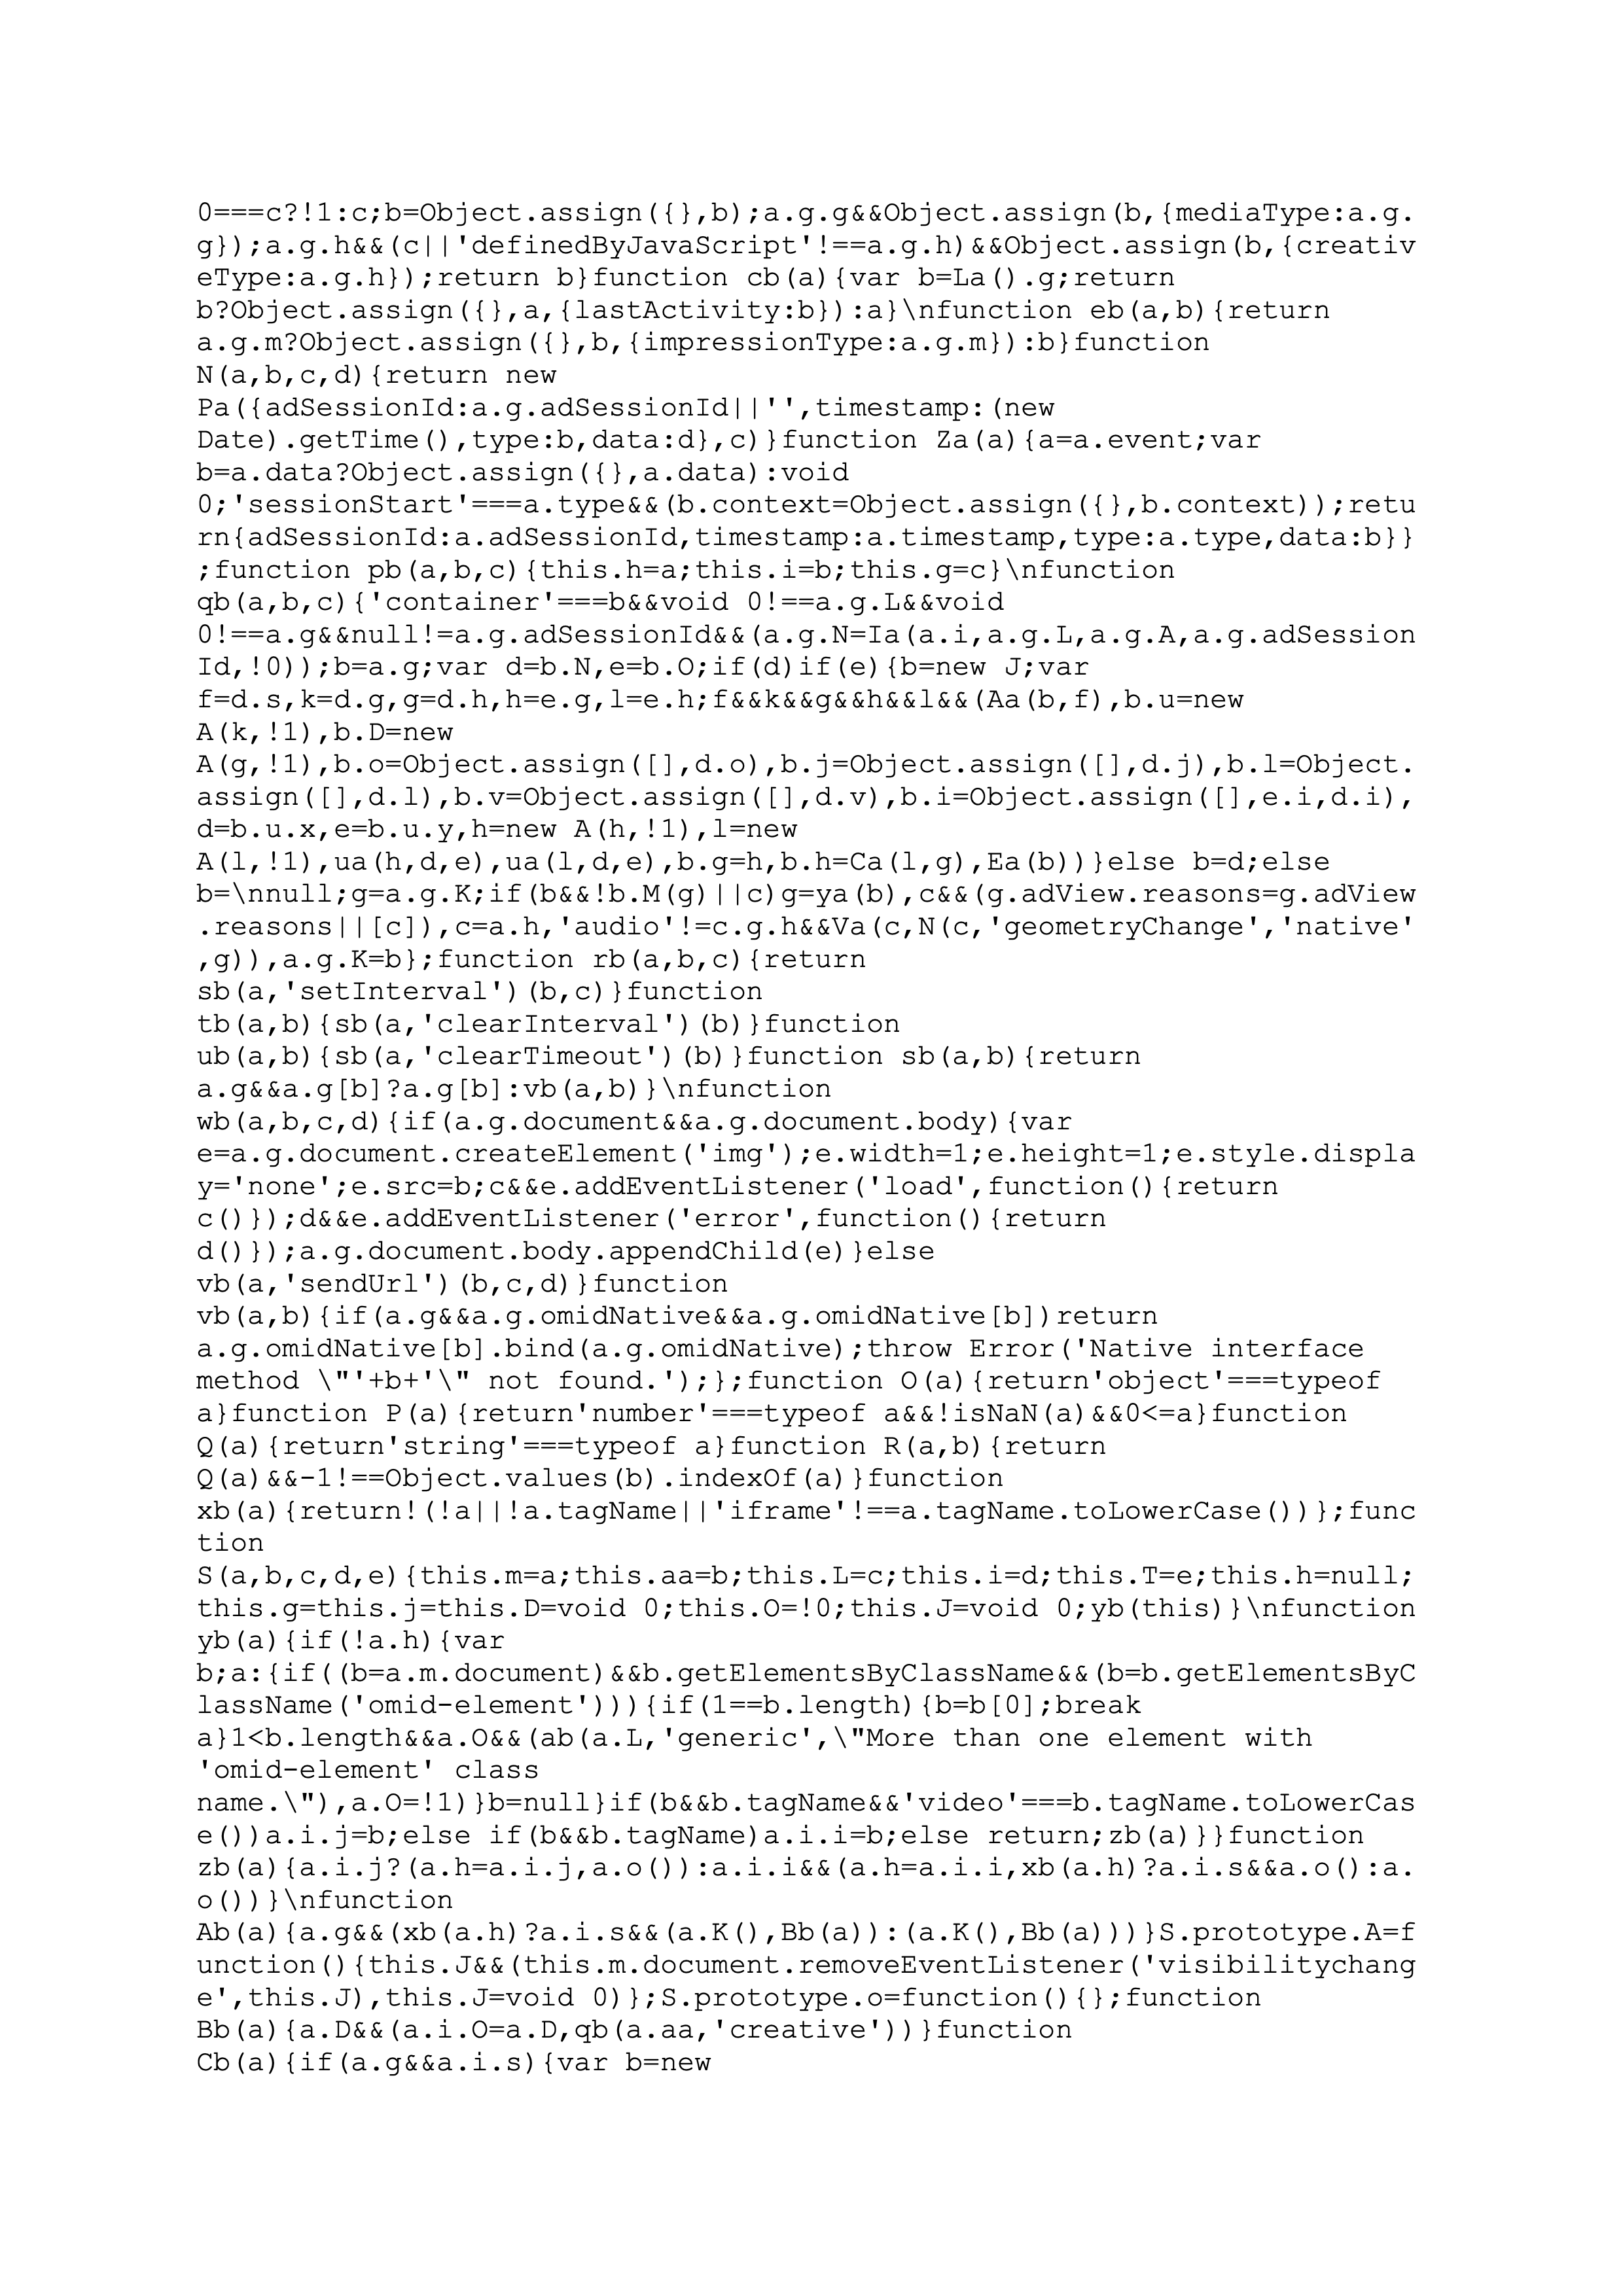 0===c?!1:c;b=Object.assign({},b);a.g.g&&Object.assign(b,{mediaType:a.g.
g});a.g.h&&(c||'definedByJavaScript'!==a.g.h)&&Object.assign(b,{creativ
eType:a.g.h});return b}function cb(a){var b=La().g;return
b?Object.assign({},a,{lastActivity:b}):a}\nfunction eb(a,b){return
a.g.m?Object.assign({},b,{impressionType:a.g.m}):b}function
N(a,b,c,d){return new
Pa({adSessionId:a.g.adSessionId||'',timestamp:(new
Date).getTime(),type:b,data:d},c)}function Za(a){a=a.event;var
b=a.data?Object.assign({},a.data):void
0;'sessionStart'===a.type&&(b.context=Object.assign({},b.context));retu
rn{adSessionId:a.adSessionId,timestamp:a.timestamp,type:a.type,data:b}}
;function pb(a,b,c){this.h=a;this.i=b;this.g=c}\nfunction
qb(a,b,c){'container'===b&&void 0!==a.g.L&&void
0!==a.g&&null!=a.g.adSessionId&&(a.g.N=Ia(a.i,a.g.L,a.g.A,a.g.adSession
Id,!0));b=a.g;var d=b.N,e=b.O;if(d)if(e){b=new J;var
f=d.s,k=d.g,g=d.h,h=e.g,l=e.h;f&&k&&g&&h&&l&&(Aa(b,f),b.u=new
A(k,!1),b.D=new
A(g,!1),b.o=Object.assign([],d.o),b.j=Object.assign([],d.j),b.l=Object.
assign([],d.l),b.v=Object.assign([],d.v),b.i=Object.assign([],e.i,d.i),
d=b.u.x,e=b.u.y,h=new A(h,!1),l=new
A(l,!1),ua(h,d,e),ua(l,d,e),b.g=h,b.h=Ca(l,g),Ea(b))}else b=d;else
b=\nnull;g=a.g.K;if(b&&!b.M(g)||c)g=ya(b),c&&(g.adView.reasons=g.adView
.reasons||[c]),c=a.h,'audio'!=c.g.h&&Va(c,N(c,'geometryChange','native'
,g)),a.g.K=b};function rb(a,b,c){return
sb(a,'setInterval')(b,c)}function
tb(a,b){sb(a,'clearInterval')(b)}function
ub(a,b){sb(a,'clearTimeout')(b)}function sb(a,b){return
a.g&&a.g[b]?a.g[b]:vb(a,b)}\nfunction
wb(a,b,c,d){if(a.g.document&&a.g.document.body){var
e=a.g.document.createElement('img');e.width=1;e.height=1;e.style.displa
y='none';e.src=b;c&&e.addEventListener('load',function(){return
c()});d&&e.addEventListener('error',function(){return
d()});a.g.document.body.appendChild(e)}else
vb(a,'sendUrl')(b,c,d)}function
vb(a,b){if(a.g&&a.g.omidNative&&a.g.omidNative[b])return
a.g.omidNative[b].bind(a.g.omidNative);throw Error('Native interface
method \"'+b+'\" not found.');};function O(a){return'object'===typeof
a}function P(a){return'number'===typeof a&&!isNaN(a)&&0<=a}function
Q(a){return'string'===typeof a}function R(a,b){return
Q(a)&&-1!==Object.values(b).indexOf(a)}function
xb(a){return!(!a||!a.tagName||'iframe'!==a.tagName.toLowerCase())};func
tion
S(a,b,c,d,e){this.m=a;this.aa=b;this.L=c;this.i=d;this.T=e;this.h=null;
this.g=this.j=this.D=void 0;this.O=!0;this.J=void 0;yb(this)}\nfunction
yb(a){if(!a.h){var
b;a:{if((b=a.m.document)&&b.getElementsByClassName&&(b=b.getElementsByC
lassName('omid-element'))){if(1==b.length){b=b[0];break
a}1<b.length&&a.O&&(ab(a.L,'generic',\"More than one element with
'omid-element' class
name.\"),a.O=!1)}b=null}if(b&&b.tagName&&'video'===b.tagName.toLowerCas
e())a.i.j=b;else if(b&&b.tagName)a.i.i=b;else return;zb(a)}}function
zb(a){a.i.j?(a.h=a.i.j,a.o()):a.i.i&&(a.h=a.i.i,xb(a.h)?a.i.s&&a.o():a.
o())}\nfunction
Ab(a){a.g&&(xb(a.h)?a.i.s&&(a.K(),Bb(a)):(a.K(),Bb(a)))}S.prototype.A=f
unction(){this.J&&(this.m.document.removeEventListener('visibilitychang
e',this.J),this.J=void 0)};S.prototype.o=function(){};function
Bb(a){a.D&&(a.i.O=a.D,qb(a.aa,'creative'))}function
Cb(a){if(a.g&&a.i.s){var b=new